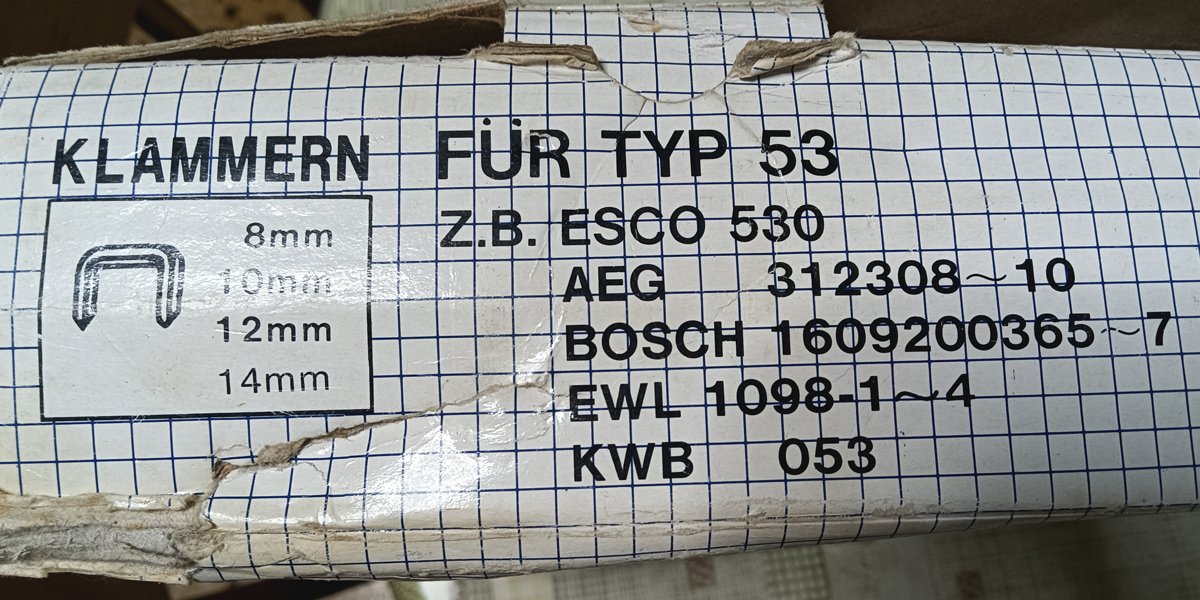 KLAMMERN FÜR TYP 53
8mm
10mm
12mm
14mm
Z.B. ESCO 530
AEG 312308~10
BOSCH 1609200365~7
EWL 1098-1~4
KWB 053